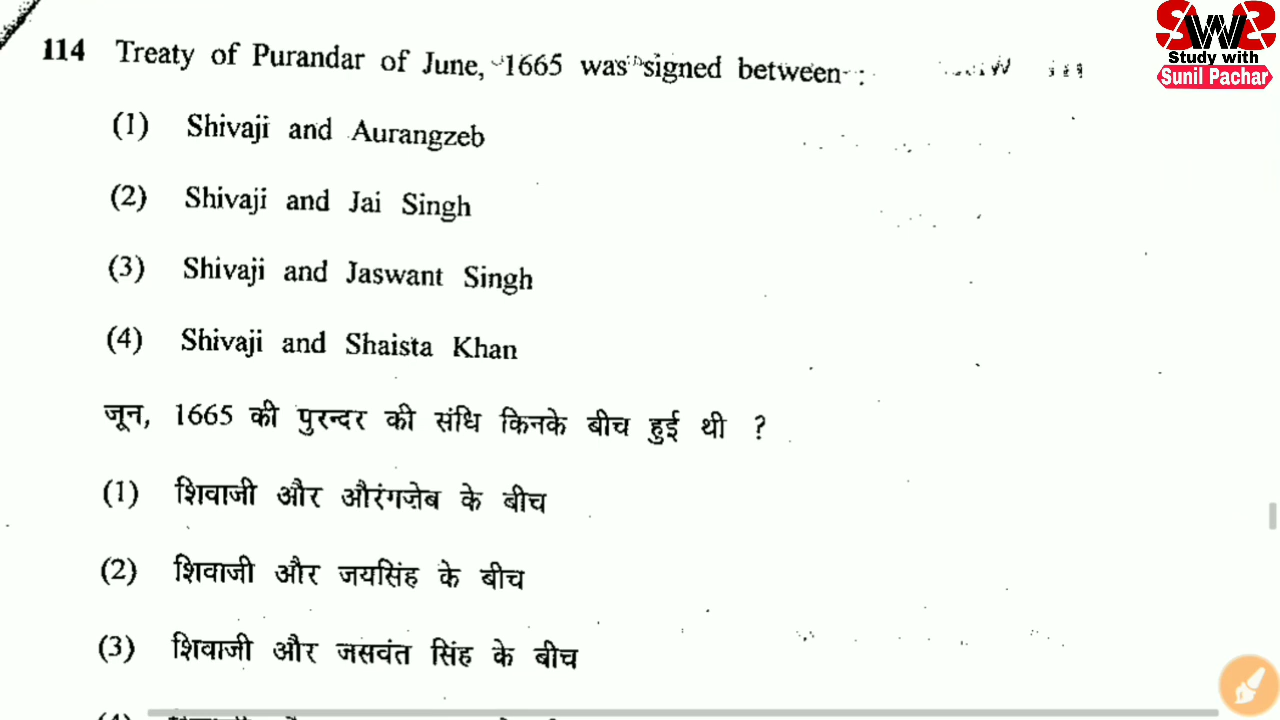 SWS
Study with
Sunil Pachar
114 Treaty of Purandar of June, 1665 was signed between :
(1) Shivaji and Aurangzeb
(2) Shivaji and Jai Singh
(3) Shivaji and Jaswant Singh
(4) Shivaji and Shaista Khan
जून, 1665 की पुरन्दर की संधि किनके बीच हुई थी ?
(1) शिवाजी और औरंगज़ेब के बीच
(2) शिवाजी और जयसिंह के बीच
(3) शिवाजी और जसवंत सिंह के बीच